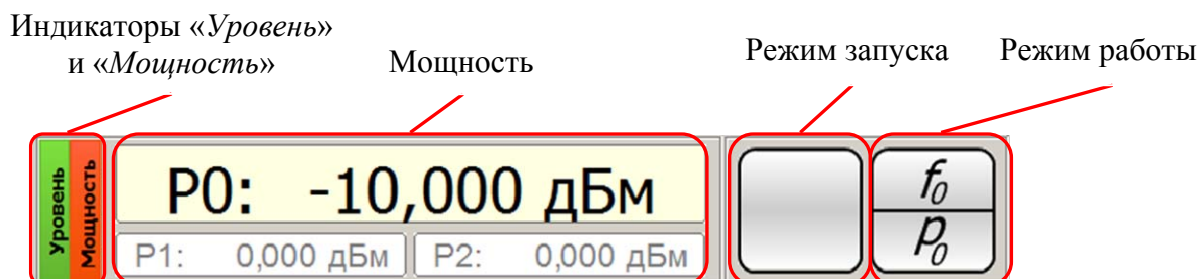 Индикаторы «Уровень»
и «Мощность»
Мощность
Режим запуска
Режим работы
Уровень
Мощность
P0: -10,000 дБм
P1: 0,000 дБм
P2: 0,000 дБм
f0
p0